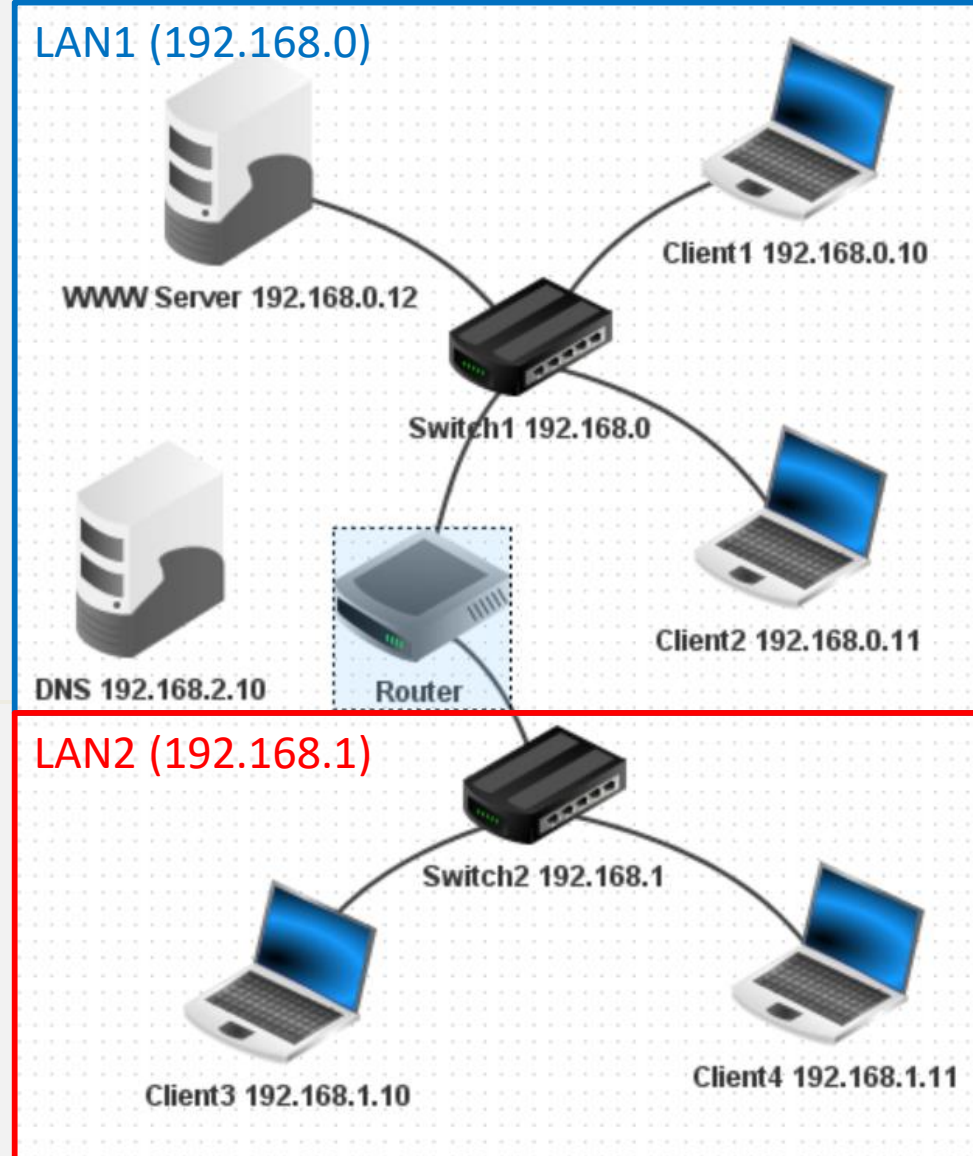 LAN1 (192.168.0)
Client1 192.168.0.10
WWW Server 192.168.0.12
Switch1 192.168.0
Client2 192.168.0.11
DNS 192.168.2.10
Router
LAN2 (192.168.1)
Switch2 192.168.1
Client3 192.168.1.10
Client4 192.168.1.11